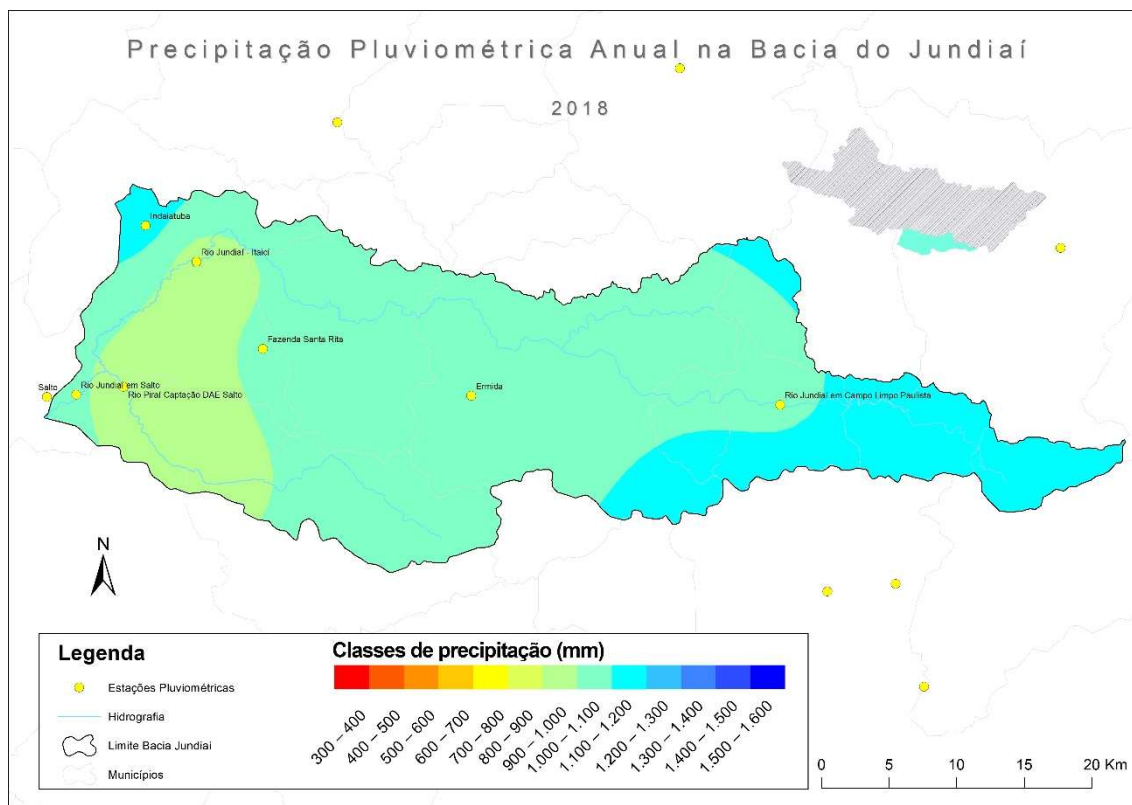 Precipitação Pluviométrica Anual na Bacia do Jundiaí
2018
Indaiatuba
Rio Jundiaí - Itaici
Fazenda Santa Rita
Salto
Rio Jundiaí em Salto
Rio Piraí Captação DAE Salto
Ermida
Rio Jundiaí em Campo Limpo Paulista
N
Legenda
Estações Pluviométricas
Hidrografia
Limite Bacia Jundiaí
Municípios
Classes de precipitação (mm)
300 – 400
400 – 500
500 – 600
600 – 700
700 – 800
800 – 900
900 – 1.000
1.000 – 1.100
1.100 – 1.200
1.200 – 1.300
1.300 – 1.400
1.400 – 1.500
1.500 – 1.600
0 5 10 15 20 Km